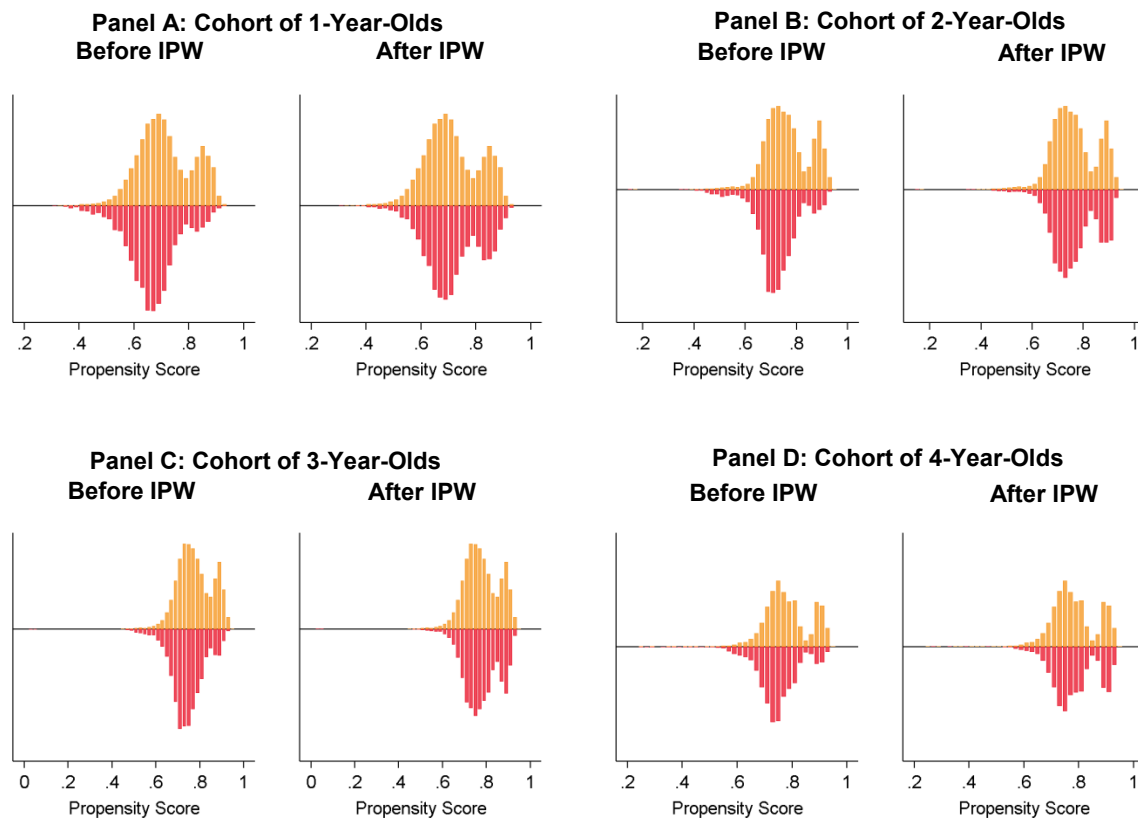 Panel A: Cohort of 1-Year-Olds
Before IPW After IPW
.2 .4 .6 .8 1
Propensity Score
.2 .4 .6 .8 1
Propensity Score
Panel B: Cohort of 2-Year-Olds
Before IPW After IPW
.2 .4 .6 .8 1
Propensity Score
.2 .4 .6 .8 1
Propensity Score
Panel C: Cohort of 3-Year-Olds
Before IPW After IPW
0 .2 .4 .6 .8 1
Propensity Score
0 .2 .4 .6 .8 1
Propensity Score
Panel D: Cohort of 4-Year-Olds
Before IPW After IPW
.2 .4 .6 .8 1
Propensity Score
.2 .4 .6 .8 1
Propensity Score